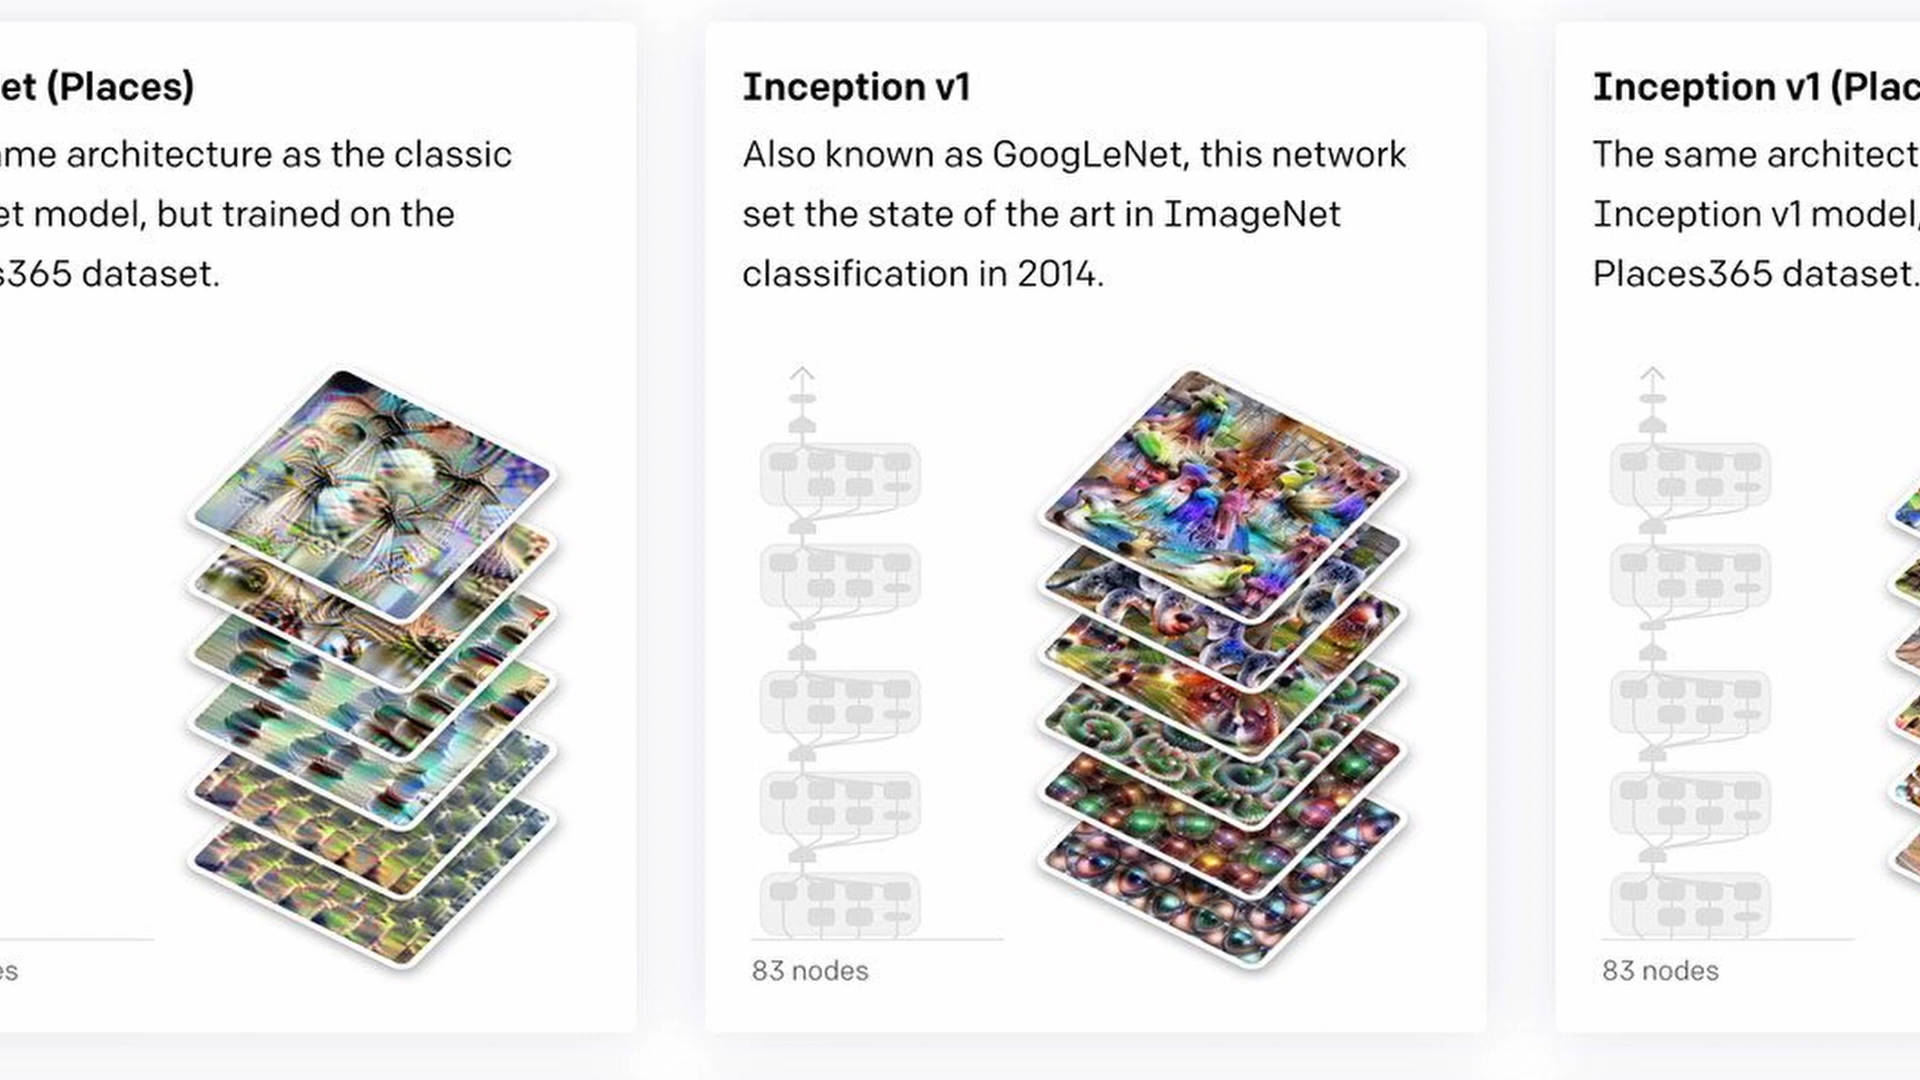 et (Places)
me architecture as the classic
et model, but trained on the
s365 dataset.
es
Inception v1
Also known as GoogLeNet, this network
set the state of the art in ImageNet
classification in 2014.
83 nodes
Inception v1 (Plac
The same architect
Inception v1 model,
Places365 dataset.
83 nodes